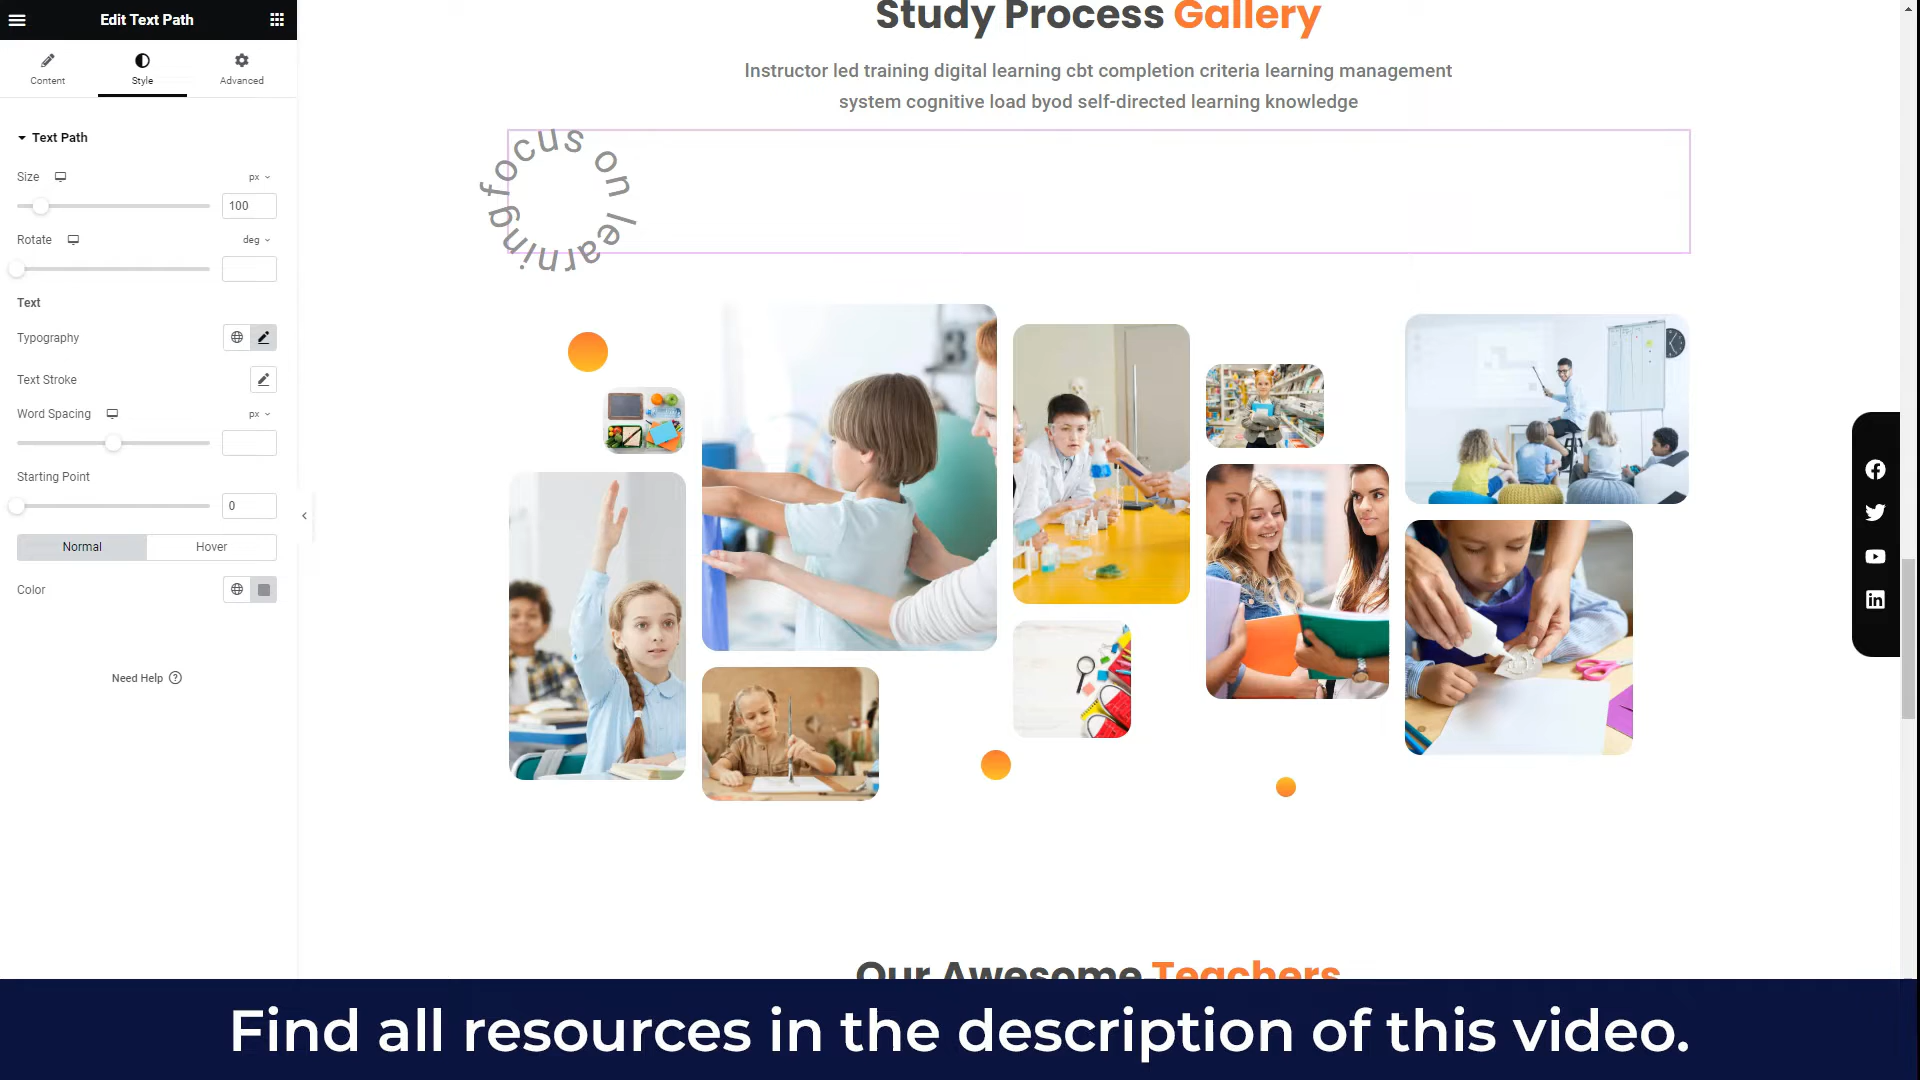 Edit Text Path
Content
Style
Advanced
Text Path
Size
px
100
Rotate
deg
Text
Typography
Text Stroke
Word Spacing
px
Starting Point
0
Normal
Hover
Color
Need Help
Study Process Gallery
Instructor led training digital learning cbt completion criteria learning management
system cognitive load byod self-directed learning knowledge
focus on learning
Our Awesome Teachers
Find all resources in the description of this video.